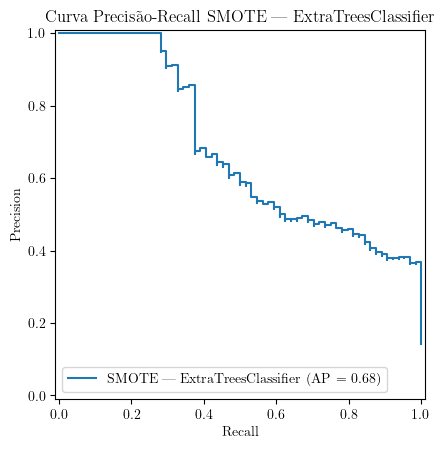 Curva Precisão-Recall SMOTE — ExtraTreesClassifier
1.0
0.8
0.6
0.4
0.2
0.0
Precision
SMOTE — ExtraTreesClassifier (AP = 0.68)
0.0 0.2 0.4 0.6 0.8 1.0
Recall